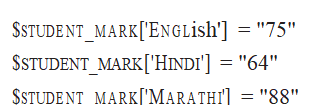 $STUDENT_MARK['ENGLish'] = "75"
$STUDENT_MARK['HINDI'] = "64"
$STUDENT MARK['MARATHI'] = "88"